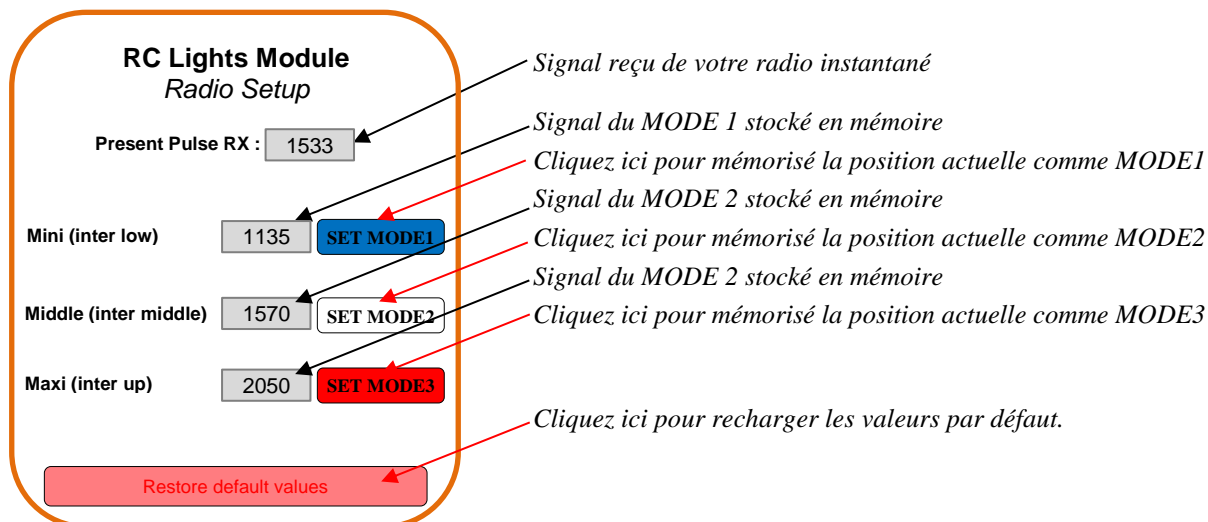 RC Lights Module
Radio Setup
Signal reçu de votre radio instantané
Present Pulse RX : 1533
Signal du MODE 1 stocké en mémoire
Cliquez ici pour mémorisé la position actuelle comme MODE1
Signal du MODE 2 stocké en mémoire
Mini (inter low) 1135 SET MODE1
Cliquez ici pour mémorisé la position actuelle comme MODE2
Signal du MODE 2 stocké en mémoire
Middle (inter middle) 1570 SET MODE2
Cliquez ici pour mémorisé la position actuelle comme MODE3
Maxi (inter up) 2050 SET MODE3
Cliquez ici pour recharger les valeurs par défaut.
Restore default values